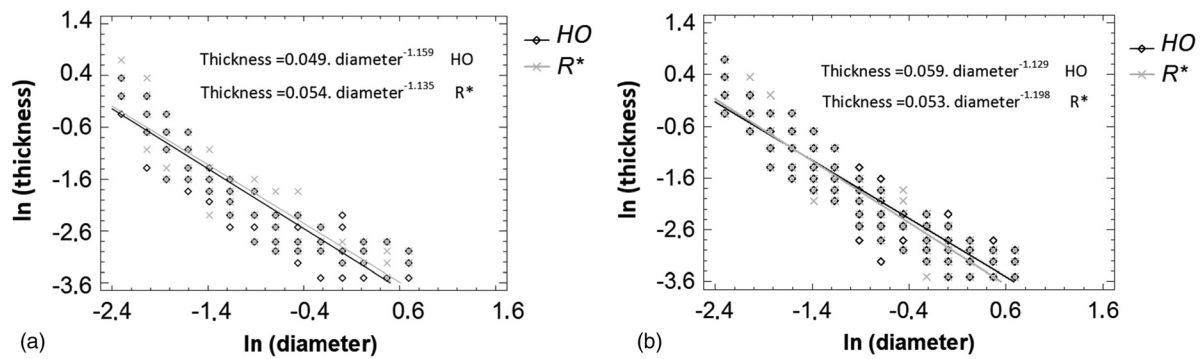 1.4
0.4
-0.6
-1.6
-2.6
-3.6
ln (thickness)
Thickness =0.049. diameter-1.159 HO
Thickness =0.054. diameter-1.135 R*
HO
R*
-2,4 -1,4 -0,4 0.6 1.6
ln (diameter)
(a)
1.4
0.4
-0.6
-1.6
-2.6
-3.6
ln (thickness)
Thickness =0.059. diameter-1.129 HO
Thickness =0.053. diameter-1.198 R*
HO
R*
-2,4 -1,4 -0,4 0.6 1.6
ln (diameter)
(b)